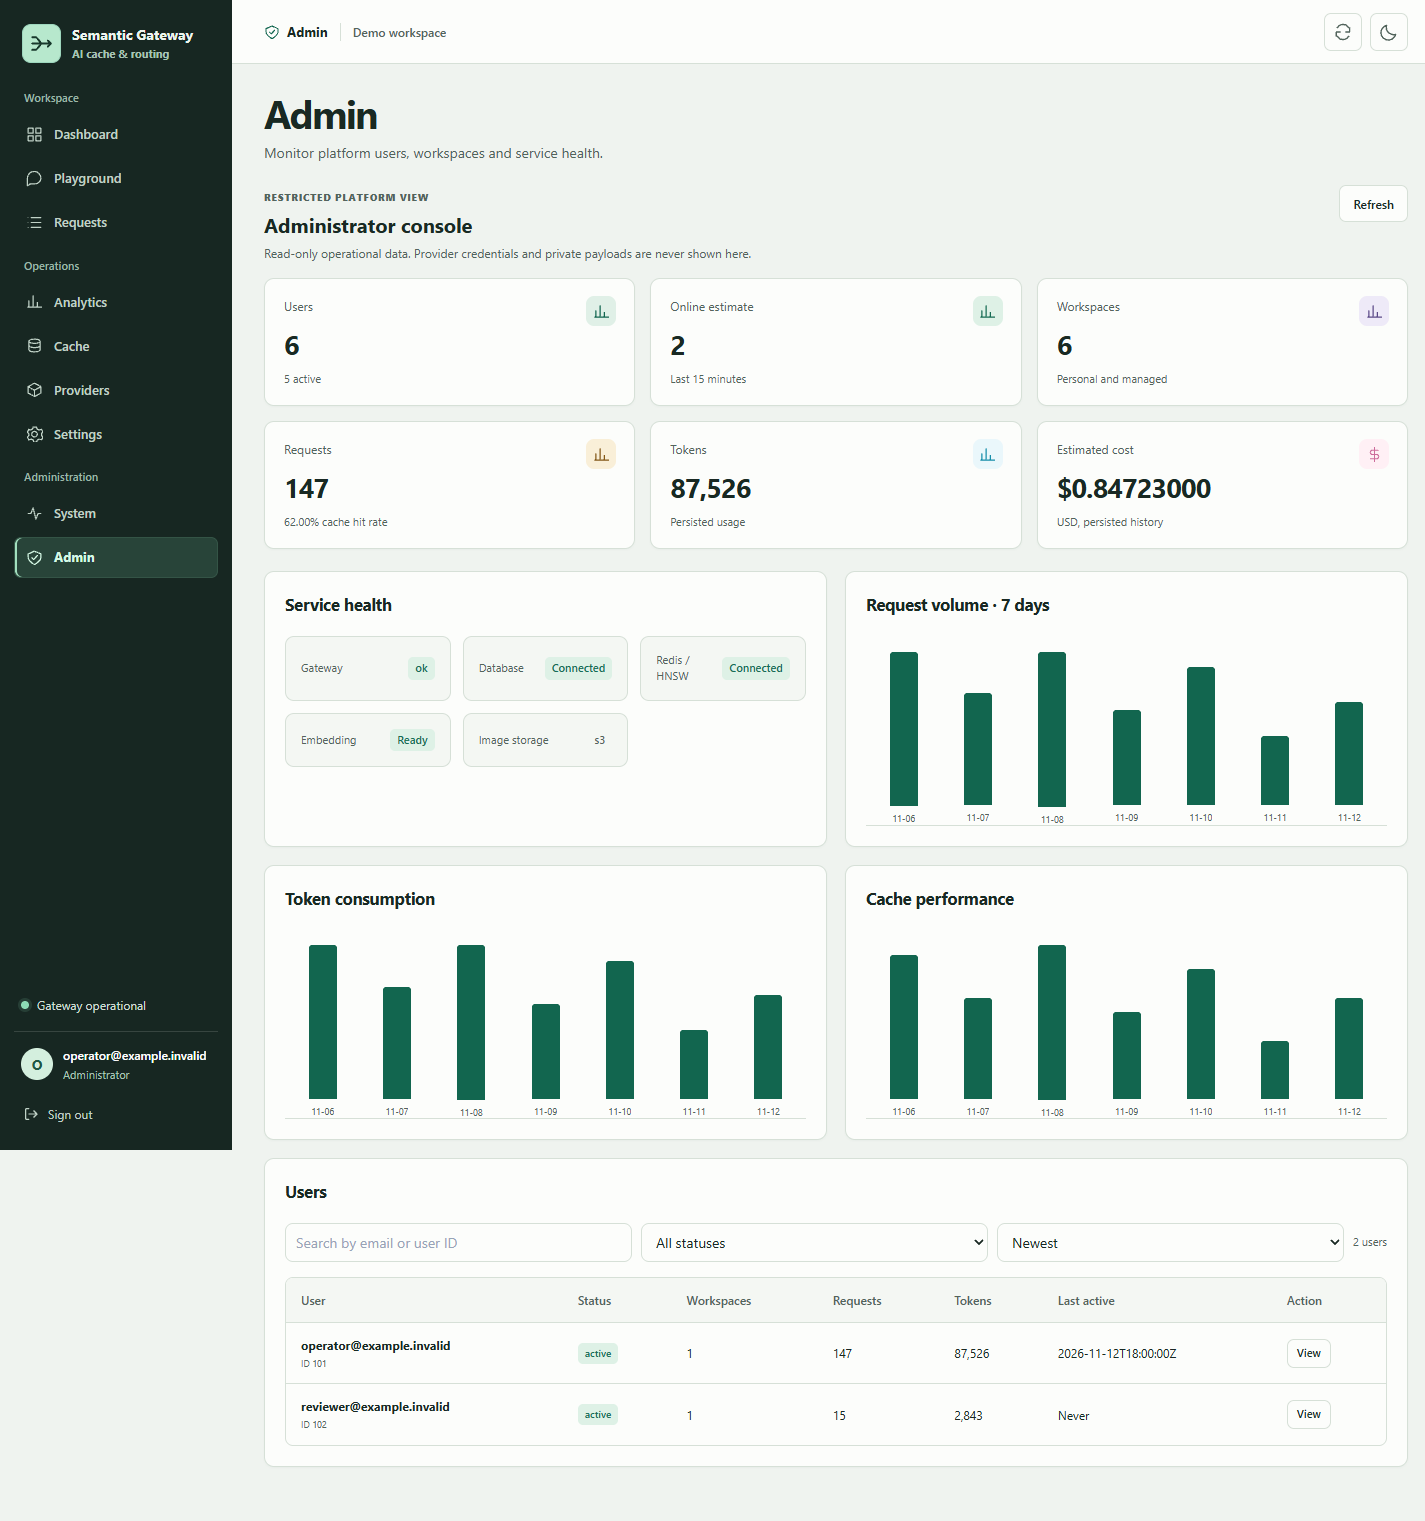 Semantic Gateway
AI cache & routing
Workspace
Dashboard
Playground
Requests
Operations
Analytics
Cache
Providers
Settings
Administration
System
Admin
Gateway operational
O
operator@example.invalid
Administrator
Sign out
Admin
Demo workspace
Admin
Monitor platform users, workspaces and service health.
RESTRICTED PLATFORM VIEW
Administrator console
Read-only operational data. Provider credentials and private payloads are never shown here.
Refresh
Users
6
5 active
Online estimate
2
Last 15 minutes
Workspaces
6
Personal and managed
Requests
147
62.00% cache hit rate
Tokens
87,526
Persisted usage
Estimated cost
$
$0.84723000
USD, persisted history
Service health
Gateway ok
Database Connected
Redis /
HNSW
Connected
Embedding Ready
Image storage s3
Request volume · 7 days
11-06 11-07 11-08 11-09 11-10 11-11 11-12
Token consumption
11-06 11-07 11-08 11-09 11-10 11-11 11-12
Cache performance
11-06 11-07 11-08 11-09 11-10 11-11 11-12
Users
Search by email or user ID
All statuses
Newest
2 users
User Status Workspaces Requests Tokens Last active Action
operator@example.invalid
ID 101
active 1 147 87,526 2026-11-12T18:00:00Z View
reviewer@example.invalid
ID 102
active 1 15 2,843 Never View